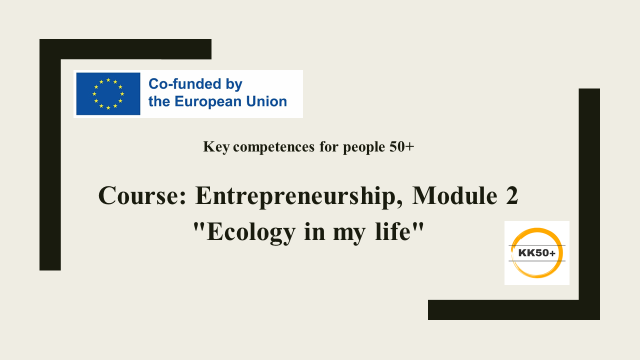 Co-funded by
the European Union
Key competences for people 50+
Course: Entrepreneurship, Module 2
"Ecology in my life"
KK50+